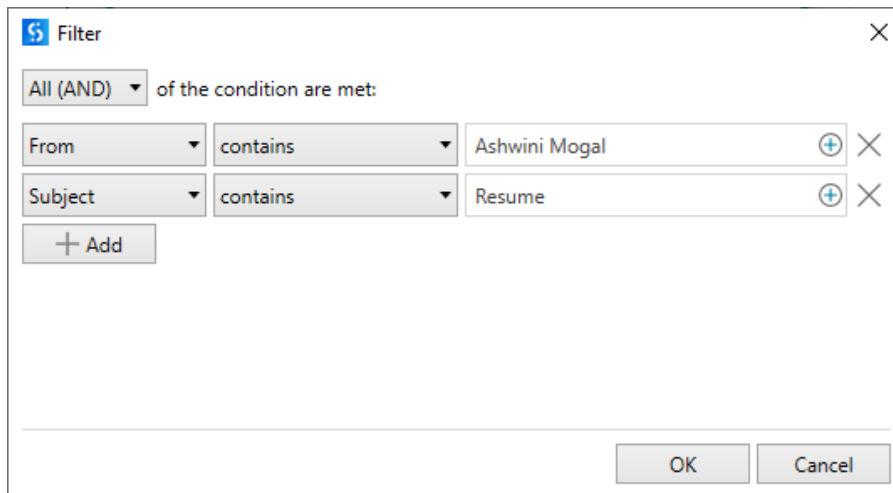 Filter
All (AND) of the condition are met:
From contains Ashwini Mogal
Subject contains Resume
Add
OK Cancel